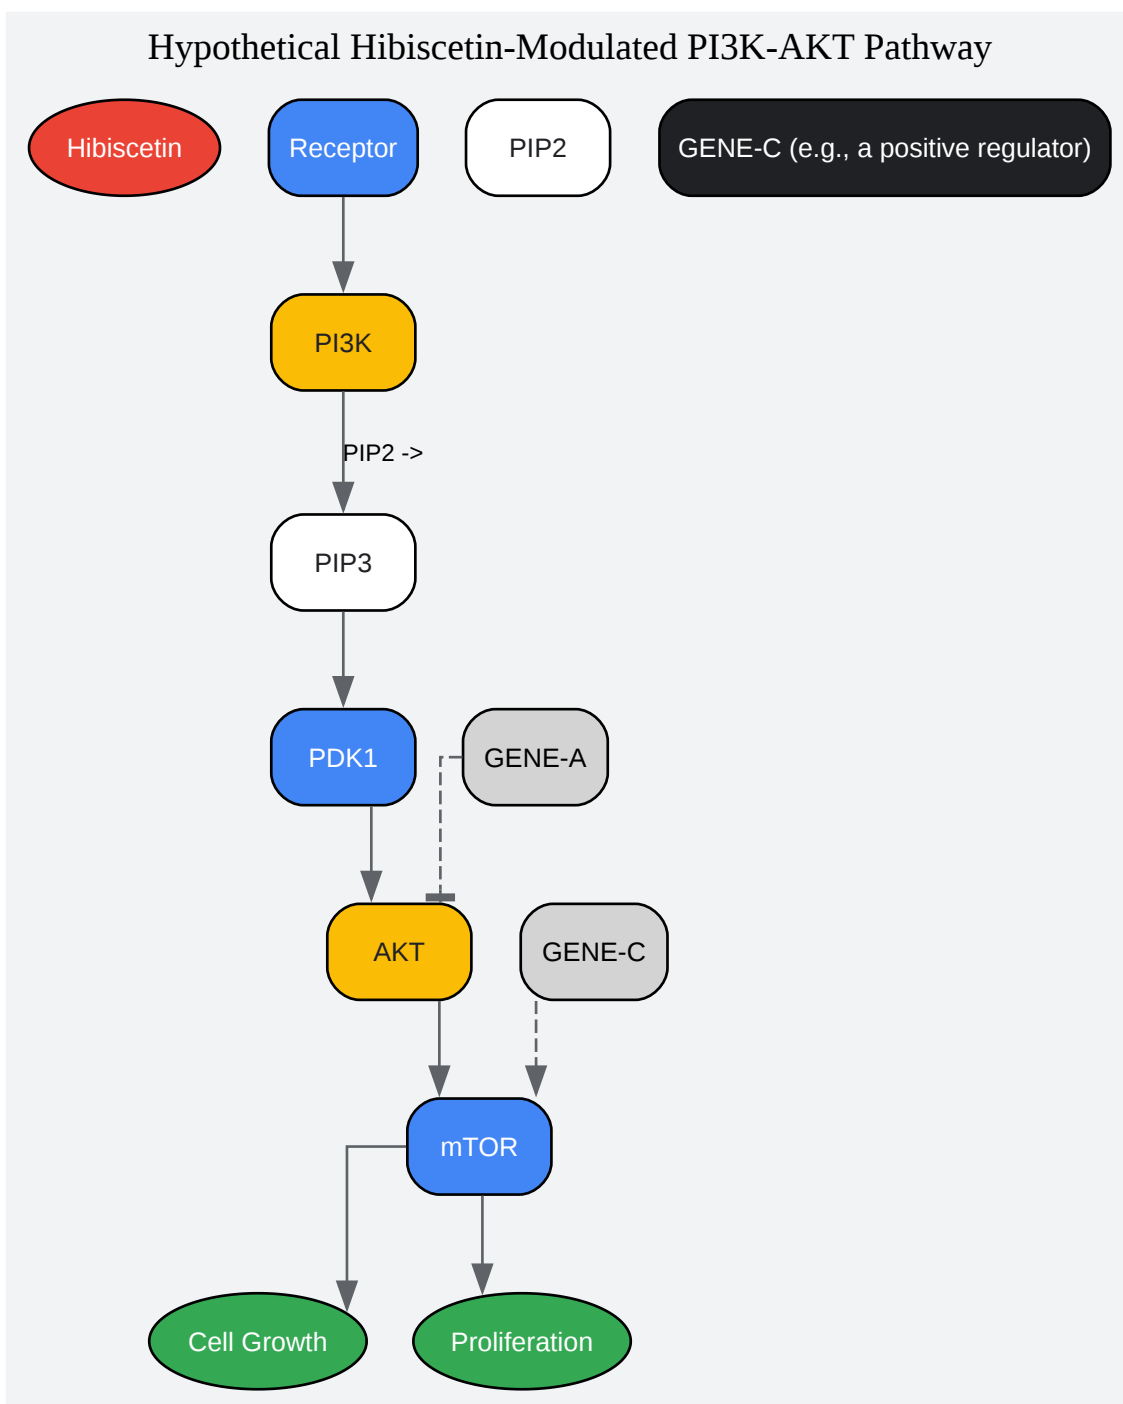 Hypothetical Hibiscetin-Modulated PI3K-AKT Pathway
Hibiscetin
Receptor
PIP2
GENE-C (e.g., a positive regulator)
PI3K
PIP2 ->
PIP3
PDK1
GENE-A
AKT
GENE-C
mTOR
Cell Growth
Proliferation